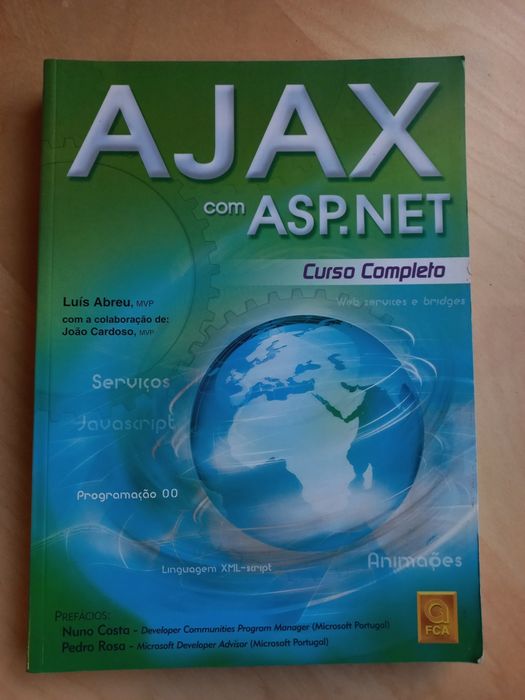 AJAX
com ASP.NET
Curso Completo
Luís Abreu, MVP
com a colaboração de:
João Cardoso, MVP
Web services e bridges
Serviços
Javascript
Programação OO
Linguagem XML-script
Animações
PREFÁCIOS:
Nuno Costa - Developer Communities Program Manager (Microsoft Portugal)
Pedro Rosa - Microsoft Developer Advisor (Microsoft Portugal)
FCA